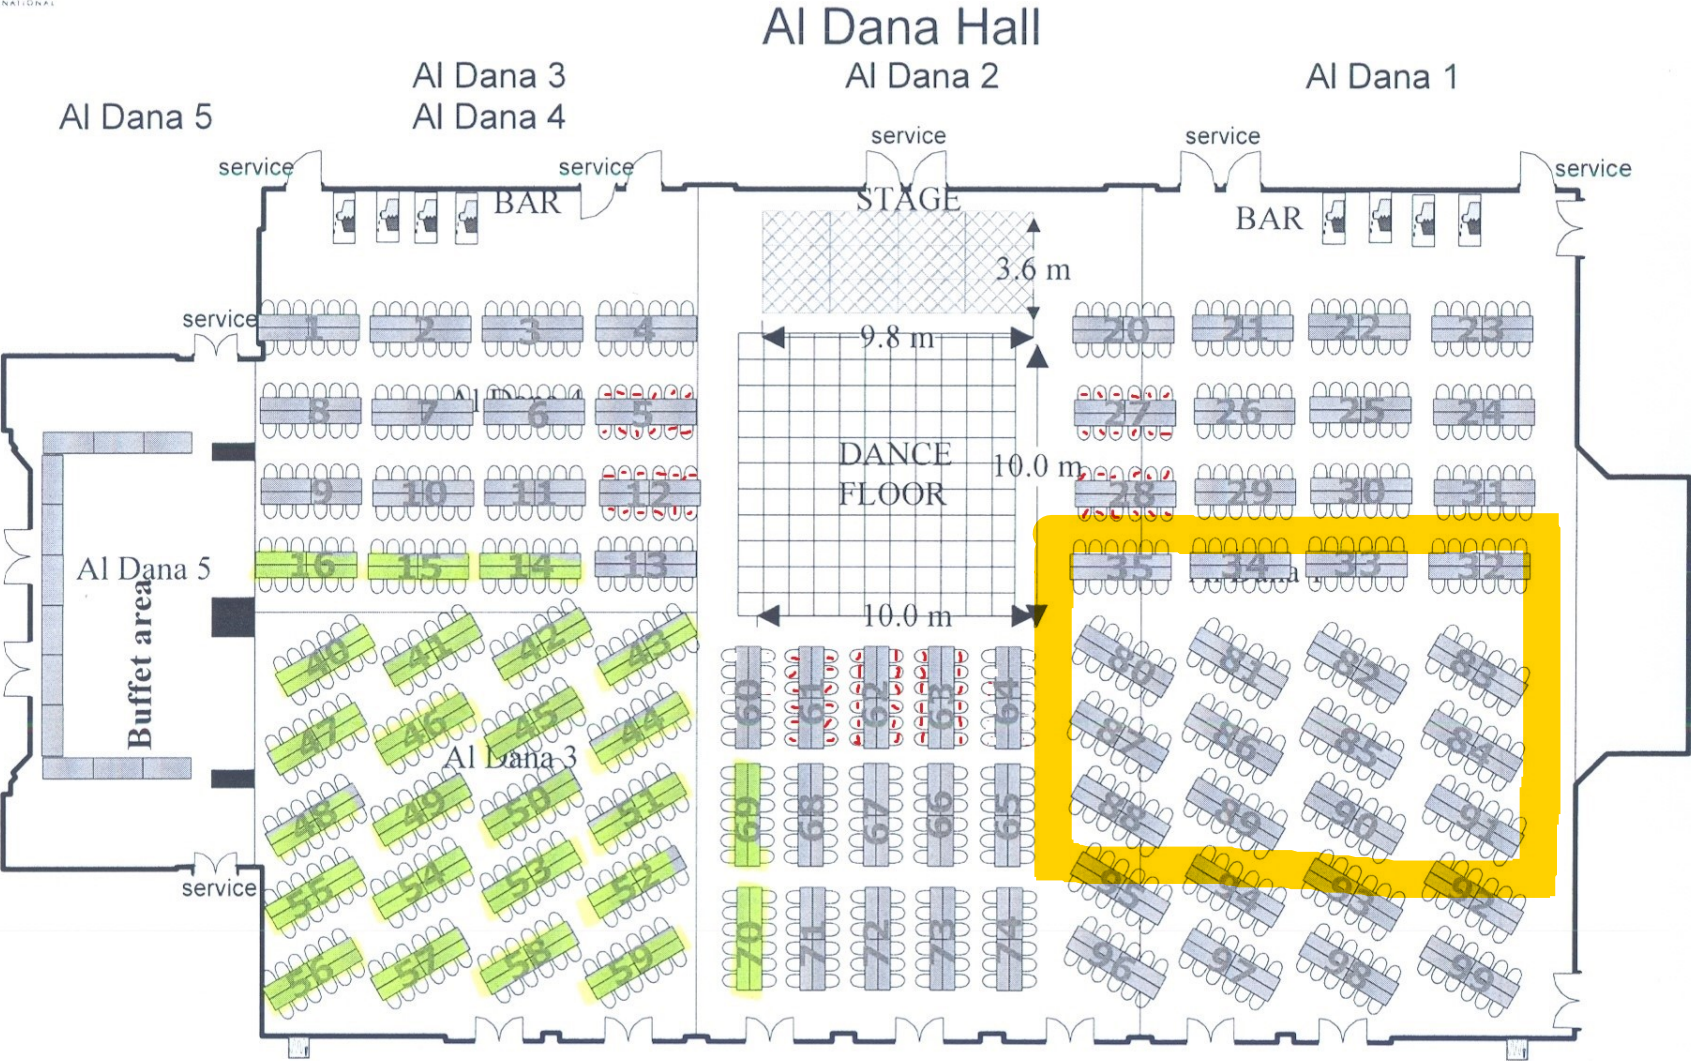 NATIONAL
Al Dana Hall
Al Dana 3
Al Dana 2
Al Dana 1
Al Dana 5
Al Dana 4
service
service
service
service
service
BAR
STAGE
BAR
3.6 m
service
1 2 3 4
9.8 m
20 21 22 23
Al Dana 4
8 7 6 5
27 26 25 24
DANCE
FLOOR
10.0 m
9 10 11 12
28 29 30 31
Al Dana 5
16 15 14 13
35 34 33 32
Al Dana 1
10.0 m
Buffet area
40 41 42 43
60 61 62 63 64
80 81 82 83
47 46 45 44
87 86 85 84
Al Dana 3
48 49 50 51
69 68 67 66 65
88 89 90 91
service
55 54 53 52
95 94 93 92
56 57 58 59
70 71 72 73 74
96 97 98 99